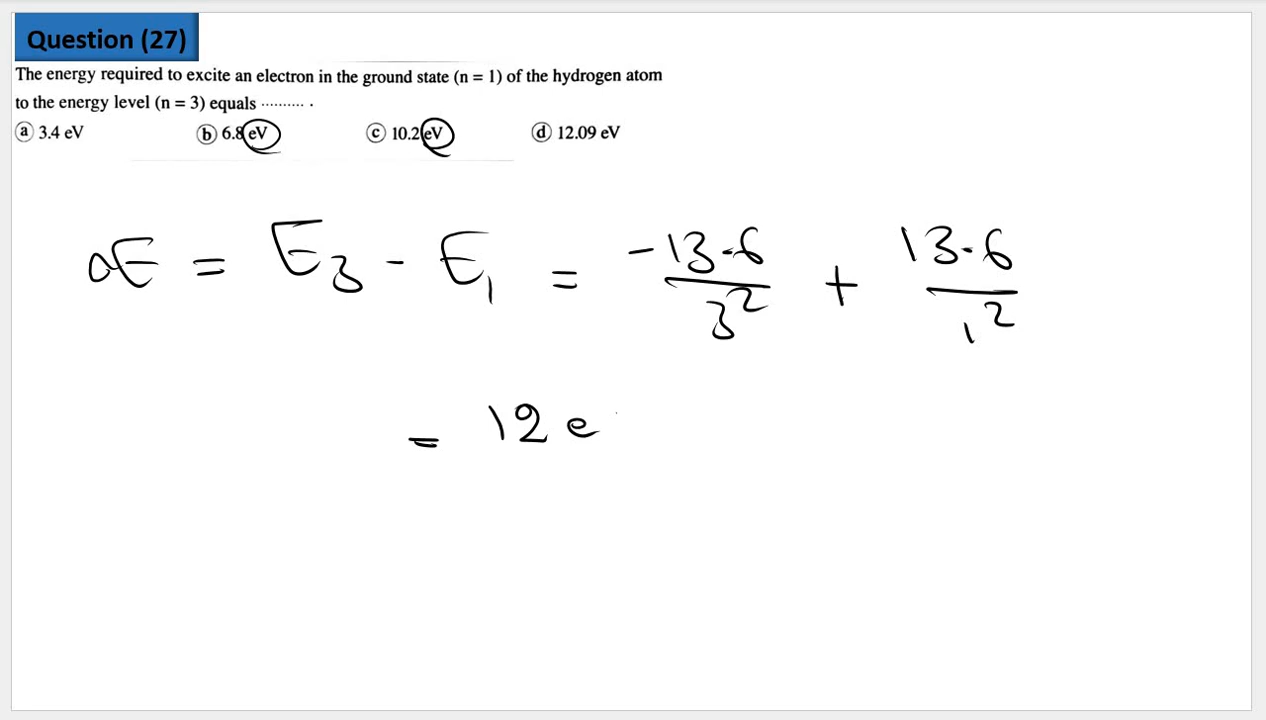 Question (27)
The energy required to excite an electron in the ground state (n = 1) of the hydrogen atom
to the energy level (n = 3) equals .......... .
ⓐ 3.4 eV ⓑ 6.8 eV ⓒ 10.2 eV ⓓ 12.09 eV
ΔE = E₃ - E₁ = -13.6/3² + 13.6/1²
= 12 e